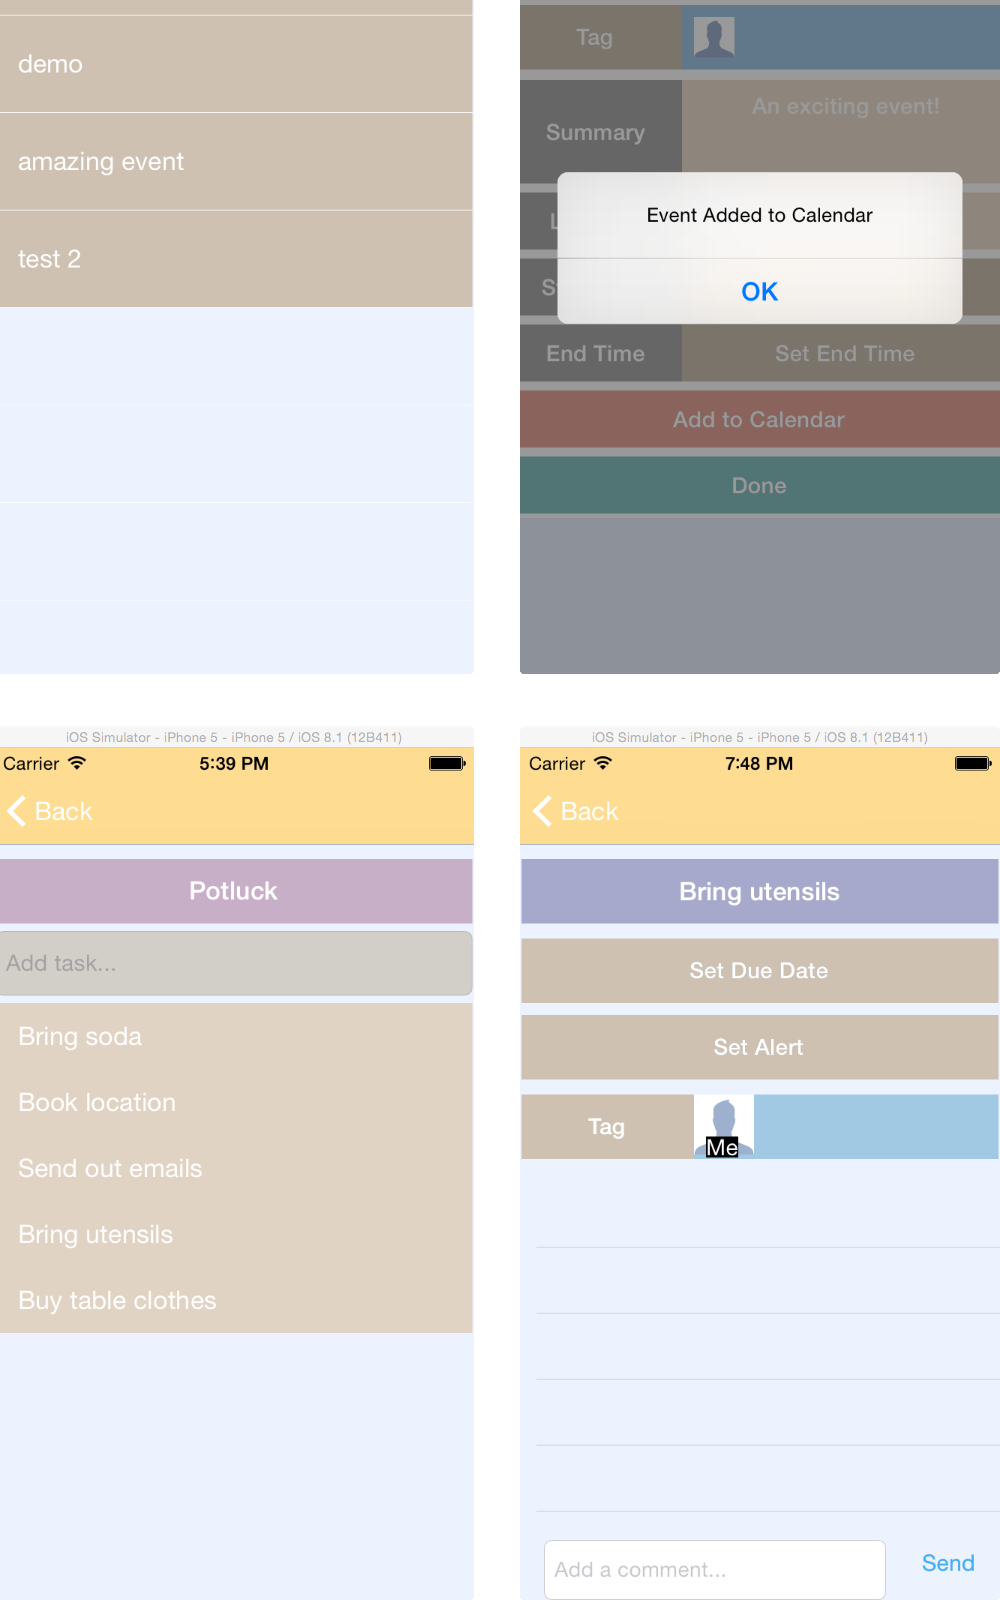 demo
amazing event
test 2
Tag
An exciting event!
Summary
Event Added to Calendar
OK
End Time
Set End Time
Add to Calendar
Done
iOS Simulator - iPhone 5 - iPhone 5 / iOS 8.1 (12B411)
Carrier 5:39 PM
Back
Potluck
Add task...
Bring soda
Book location
Send out emails
Bring utensils
Buy table clothes
iOS Simulator - iPhone 5 - iPhone 5 / iOS 8.1 (12B411)
Carrier 7:48 PM
Back
Bring utensils
Set Due Date
Set Alert
Tag
Me
Add a comment...
Send